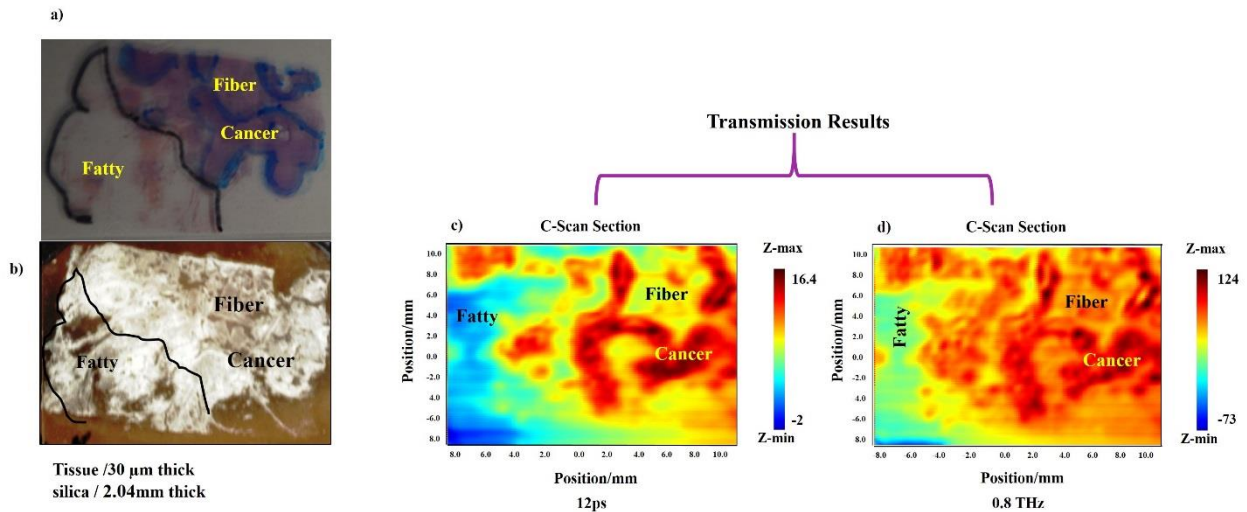 a)
Fiber
Cancer
Fatty
b)
Fiber
Fatty
Cancer
Tissue /30 µm thick
silica / 2.04mm thick
Transmission Results
c)
C-Scan Section
10.0
8.0
6.0
4.0
2.0
0.0
-2.0
-4.0
-6.0
8.0
Position/mm
Fatty
Fiber
Cancer
8.0 6.0 4.0 2.0 0.0 2.0 4.0 6.0 8.0 10.0
Position/mm
12ps
Z-max
16.4
-2
Z-min
d)
C-Scan Section
10.0
8.0
6.0
4.0
2.0
0.0
-2.0
-4.0
-6.0
8.0
Position/mm
Fatty
Fiber
Cancer
8.0 6.0 4.0 2.0 0.0 2.0 4.0 6.0 8.0 10.0
Position/mm
0.8 THz
Z-max
124
-73
Z-min